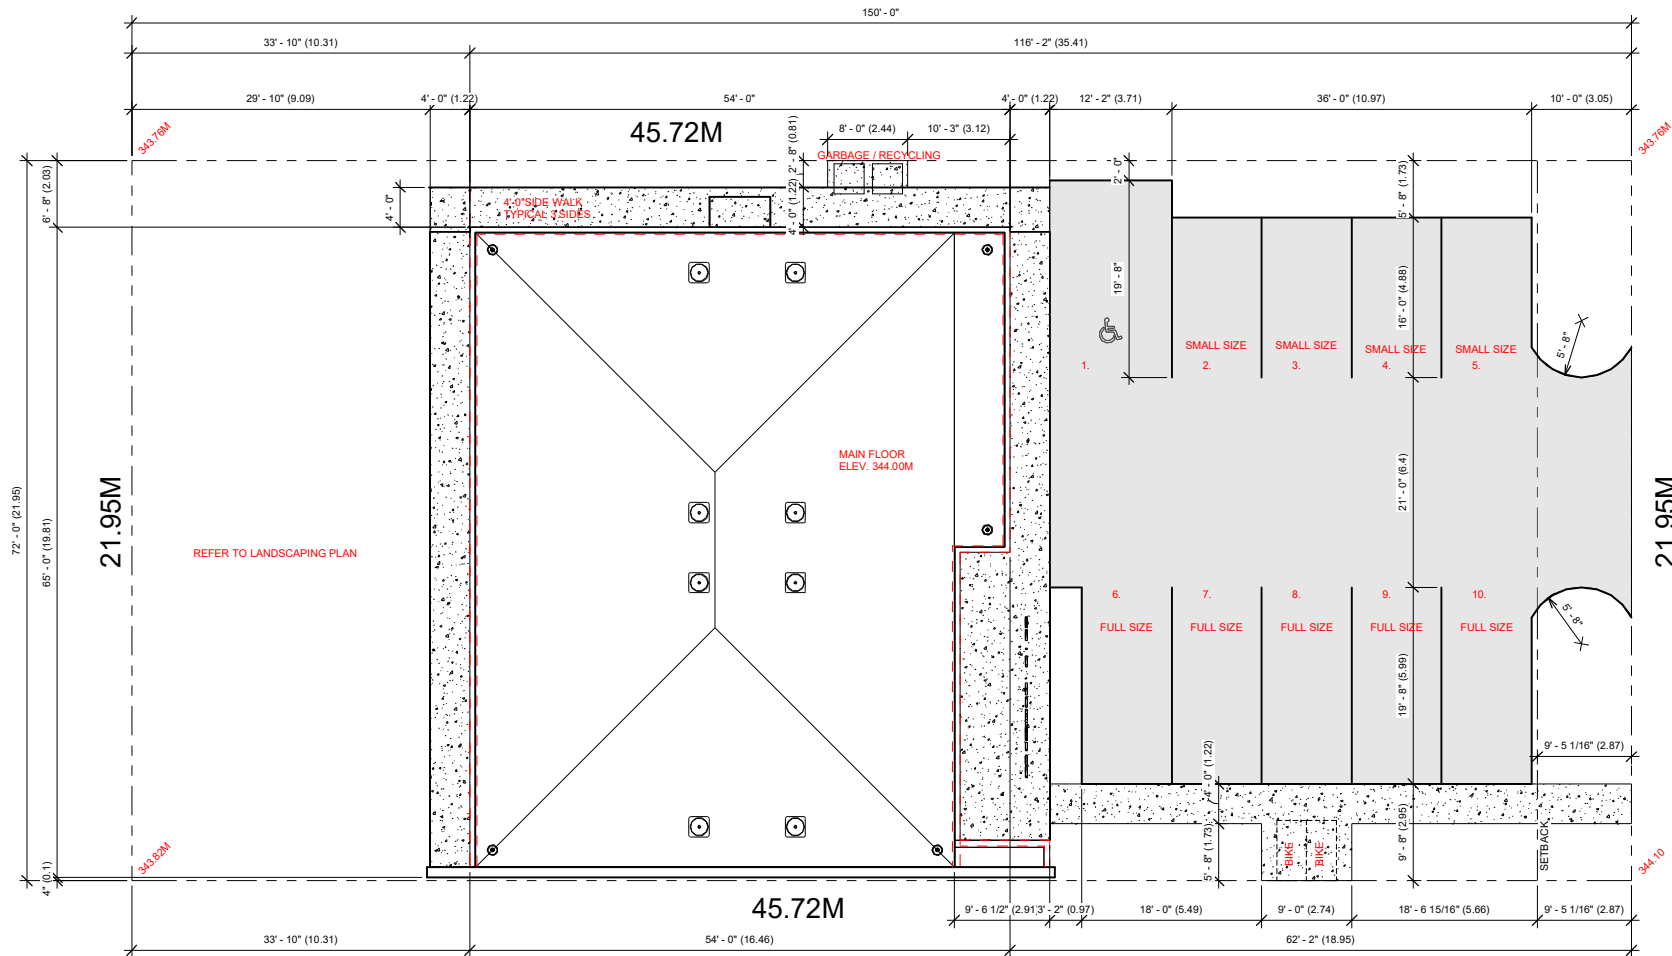 150' - 0"
33' - 10" (10.31)
116' - 2" (35.41)
29' - 10" (9.09)
4' - 0" (1.22)
54' - 0"
4' - 0" (1.22)
12' - 2" (3.71)
36' - 0" (10.97)
10' - 0" (3.05)
343.76M
45.72M
8' - 0" (2.44)
10' - 3" (3.12)
343.76M
2' - 8" (0.81)
GARBAGE / RECYCLING
6' - 8" (2.03)
4' - 0"
4'-0"SIDE WALK
TYPICAL 3 SIDES
4' - 0" (1.22)
2' - 0"
5' - 8" (1.73)
19' - 8"
16' - 0" (4.88)
5' - 8"
SMALL SIZE
SMALL SIZE
SMALL SIZE
SMALL SIZE
1.
2.
3.
4.
5.
MAIN FLOOR
ELEV. 344.00M
72' - 0" (21.95)
65' - 0" (19.81)
21.95M
REFER TO LANDSCAPING PLAN
21' - 0" (6.4)
21.95M
6.
7.
8.
9.
10.
FULL SIZE
FULL SIZE
FULL SIZE
FULL SIZE
FULL SIZE
5' - 8"
19' - 8" (5.99)
9' - 5 1/16" (2.87)
4' - 0" (1.22)
5' - 8" (1.73)
9' - 8" (2.95)
BIKE
BIKE
SETBACK
343.82M
344.10
4" (0.1)
45.72M
9' - 6 1/2" (2.91)
3' - 2" (0.97)
18' - 0" (5.49)
9' - 0" (2.74)
18' - 6 15/16" (5.66)
9' - 5 1/16" (2.87)
33' - 10" (10.31)
54' - 0" (16.46)
62' - 2" (18.95)